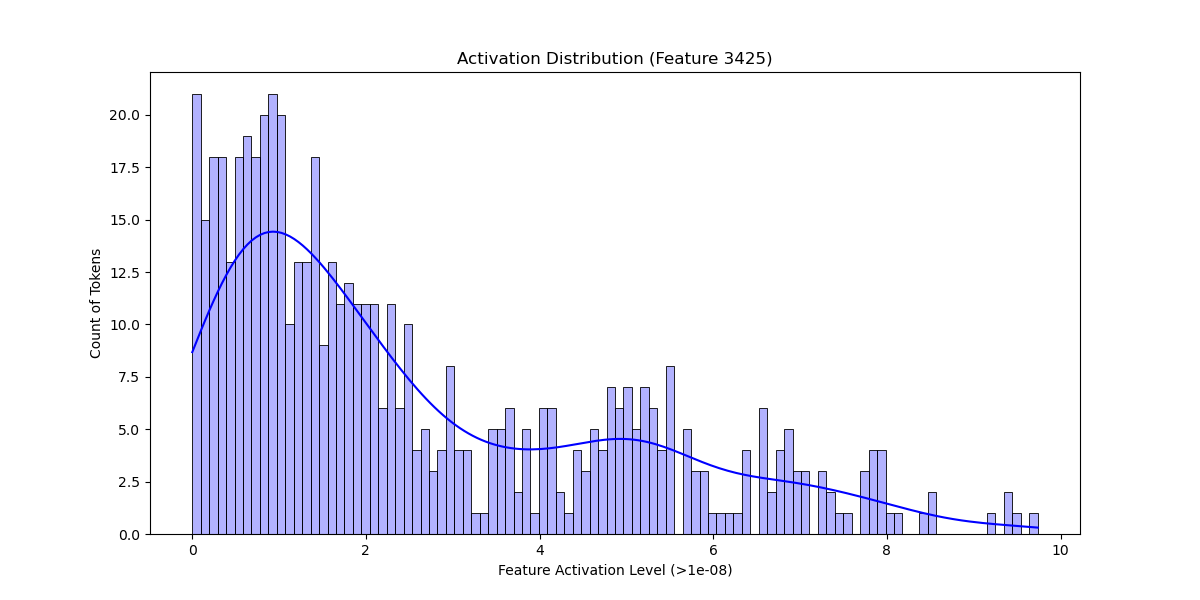 Activation Distribution (Feature 3425)
Count of Tokens
20.0
17.5
15.0
12.5
10.0
7.5
5.0
2.5
0.0
0 2 4 6 8 10
Feature Activation Level (>1e-08)